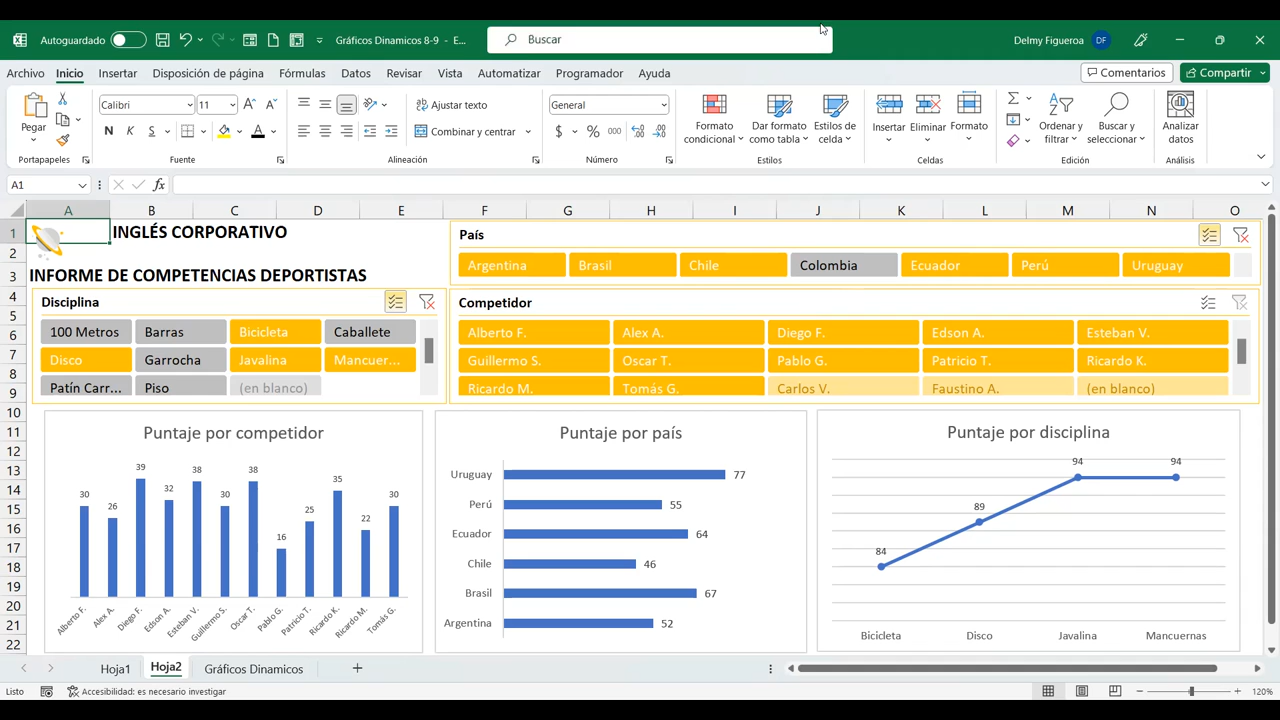 Autoguardado
Gráficos Dinamicos 8-9 - E...
Buscar
Delmy Figueroa
DF
Archivo Inicio Insertar Disposición de página Fórmulas Datos Revisar Vista Automatizar Programador Ayuda
Comentarios
Compartir
Pegar
Calibri 11
N K S
Ajustar texto
Combinar y centrar
General
$ % 000
Formato condicional
Dar formato como tabla
Estilos de celda
Insertar
Eliminar
Formato
Ordenar y filtrar
Buscar y seleccionar
Analizar datos
Portapapeles Fuente Alineación Número Estilos Celdas Edición Análisis
A1
fx
A B C D E F G H I J K L M N O
1
2
3
4
5
6
7
8
9
10
11
12
13
14
15
16
17
18
19
20
21
22
INGLÉS CORPORATIVO
INFORME DE COMPETENCIAS DEPORTISTAS
País
Argentina Brasil Chile Colombia Ecuador Perú Uruguay
Disciplina
100 Metros Barras Bicicleta Caballete
Disco Garrocha Javalina Mancuer...
Patín Carr... Piso (en blanco)
Competidor
Alberto F. Alex A. Diego F. Edson A. Esteban V.
Guillermo S. Oscar T. Pablo G. Patricio T. Ricardo K.
Ricardo M. Tomás G. Carlos V. Faustino A. (en blanco)
Puntaje por competidor
30 26 39 32 38 30 38 16 25 35 22 30
Alberto F. Alex A. Diego F. Edson A. Esteban V. Guillermo S. Oscar T. Pablo G. Patricio T. Ricardo K. Ricardo M. Tomás G.
Puntaje por país
Uruguay 77
Perú 55
Ecuador 64
Chile 46
Brasil 67
Argentina 52
Puntaje por disciplina
84 89 94 94
Bicicleta Disco Javalina Mancuernas
Hoja1 Hoja2 Gráficos Dinamicos
Listo
Accesibilidad: es necesario investigar
120%